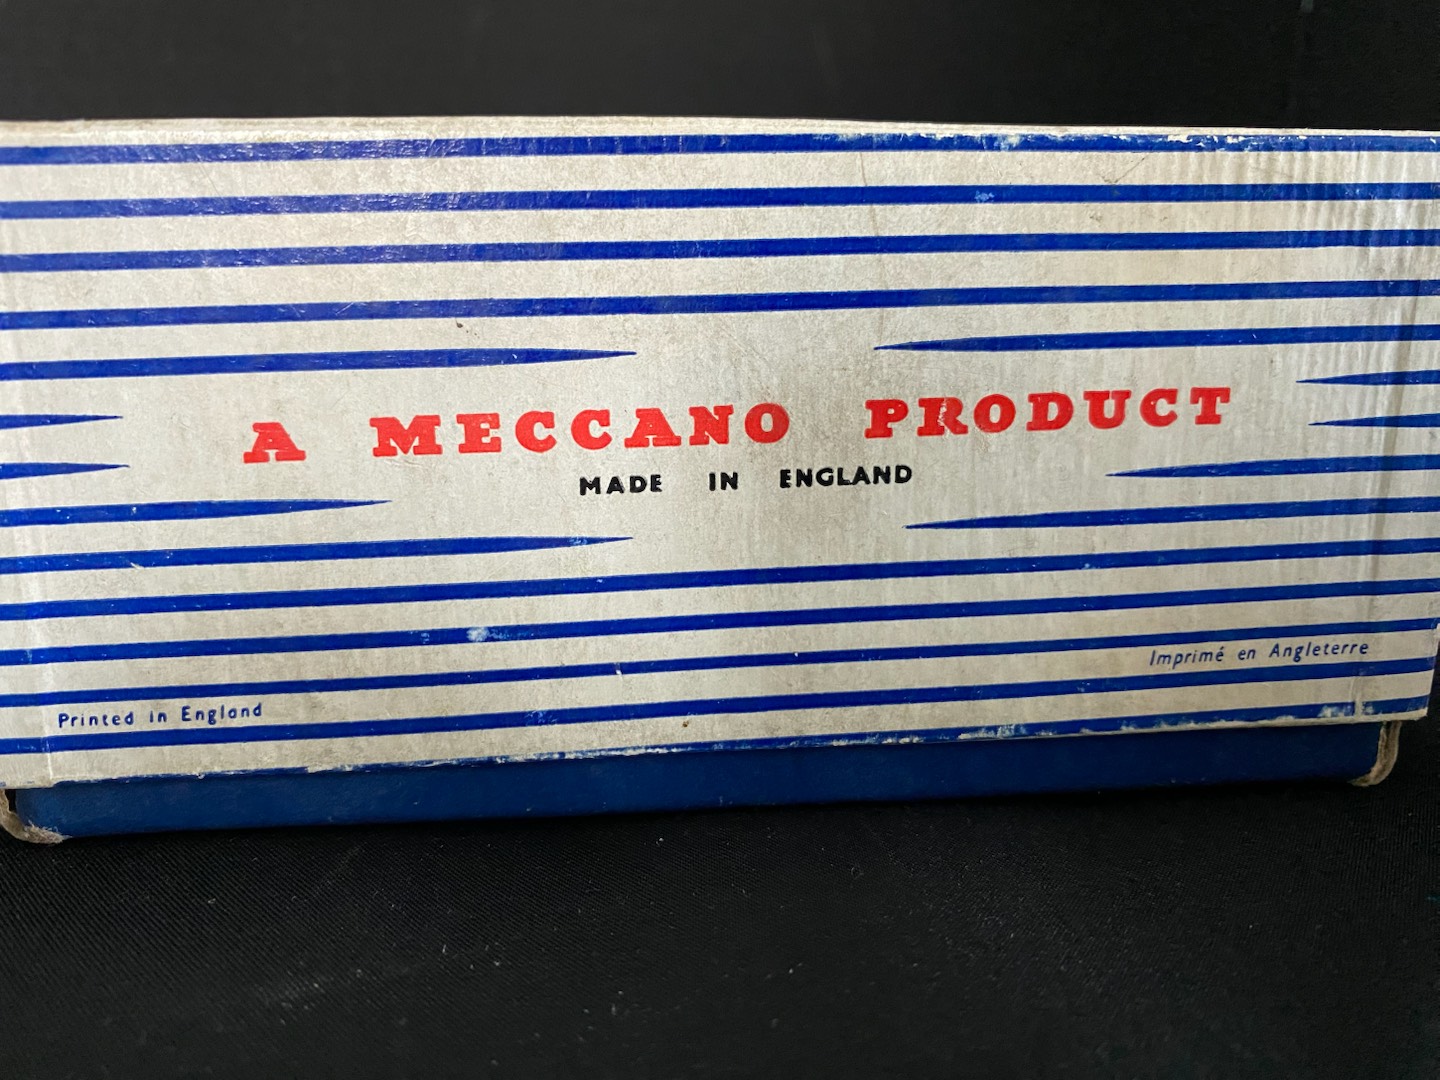 A MECCANO PRODUCT
MADE IN ENGLAND
Imprimé en Angleterre
Printed in England